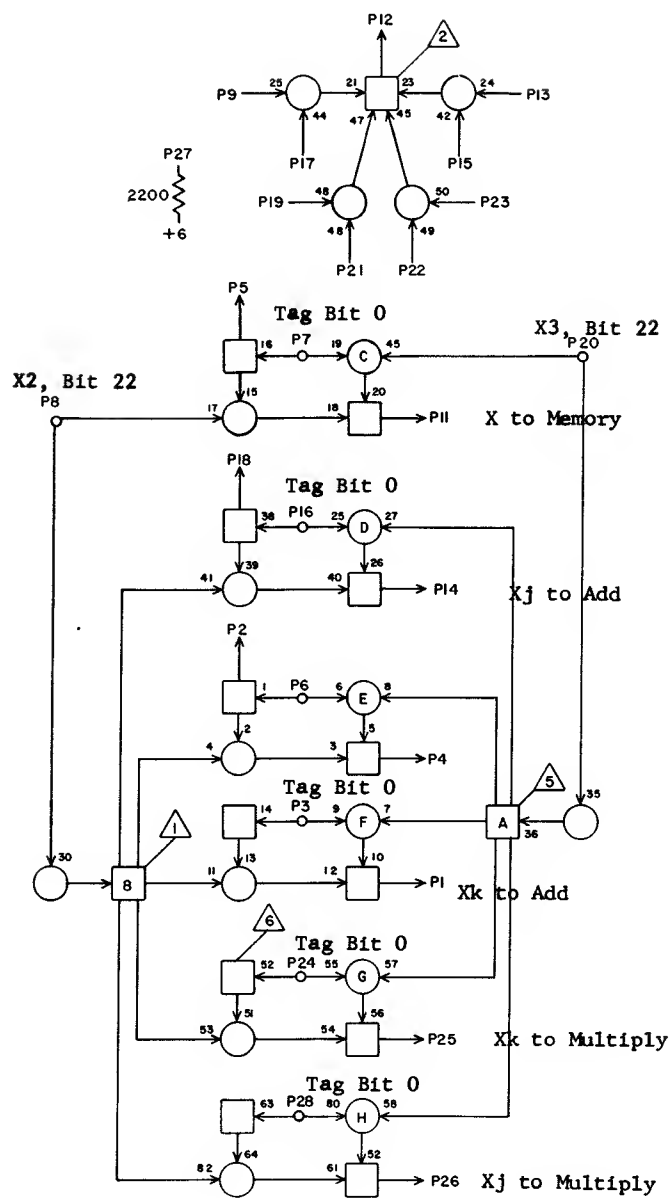 P12
2
P9 25 21 23 24 P13
44 47 45 42
P17 P15
P27
2200
+6
P19 48 50 P23
48 49
P21 P22
P5
Tag Bit 0
X3, Bit 22
P20
16 P7 19 C 45
X2, Bit 22
P8
15 20
17 18 P11
X to Memory
P18
Tag Bit 0
38 P16 25 D 27
39 26
41 40 P14
Xj to Add
P2
1 P6 6 E 8
2 5
4 3 P4
Tag Bit 0
5
35
14 P3 9 F 7 A 36
1
30
13 10
8 11 12 P1
Xk to Add
6
Tag Bit 0
52 P24 55 G 57
51 56
53 54 P25
Xk to Multiply
Tag Bit 0
63 P28 80 H 58
64 52
82 61 P26
Xj to Multiply